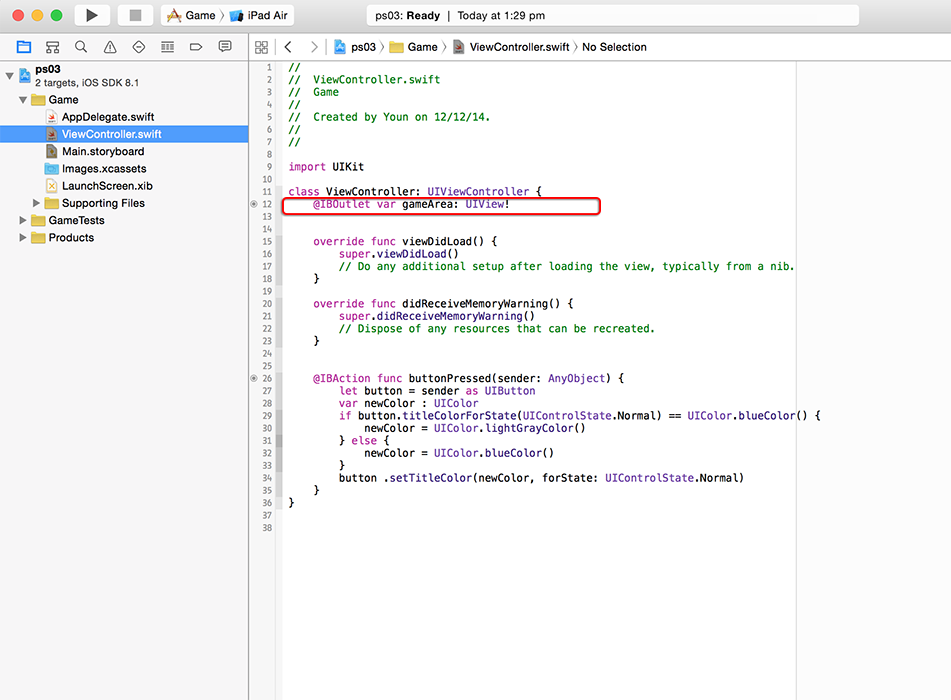 Game 〉 iPad Air
ps03: Ready | Today at 1:29 pm
ps03 〉 Game 〉 ViewController.swift 〉 No Selection
ps03
2 targets, iOS SDK 8.1
Game
AppDelegate.swift
ViewController.swift
Main.storyboard
Images.xcassets
LaunchScreen.xib
Supporting Files
GameTests
Products
1 //
2 //  ViewController.swift
3 //  Game
4 //
5 //  Created by Youn on 12/12/14.
6 //
7 //
8
9 import UIKit
10
11 class ViewController: UIViewController {
12     @IBOutlet var gameArea: UIView!
13
14
15     override func viewDidLoad() {
16         super.viewDidLoad()
17         // Do any additional setup after loading the view, typically from a nib.
18     }
19
20     override func didReceiveMemoryWarning() {
21         super.didReceiveMemoryWarning()
22         // Dispose of any resources that can be recreated.
23     }
24
25
26     @IBAction func buttonPressed(sender: AnyObject) {
27         let button = sender as UIButton
28         var newColor : UIColor
29         if button.titleColorForState(UIControlState.Normal) == UIColor.blueColor() {
30             newColor = UIColor.lightGrayColor()
31         } else {
32             newColor = UIColor.blueColor()
33         }
34         button .setTitleColor(newColor, forState: UIControlState.Normal)
35     }
36 }
37
38